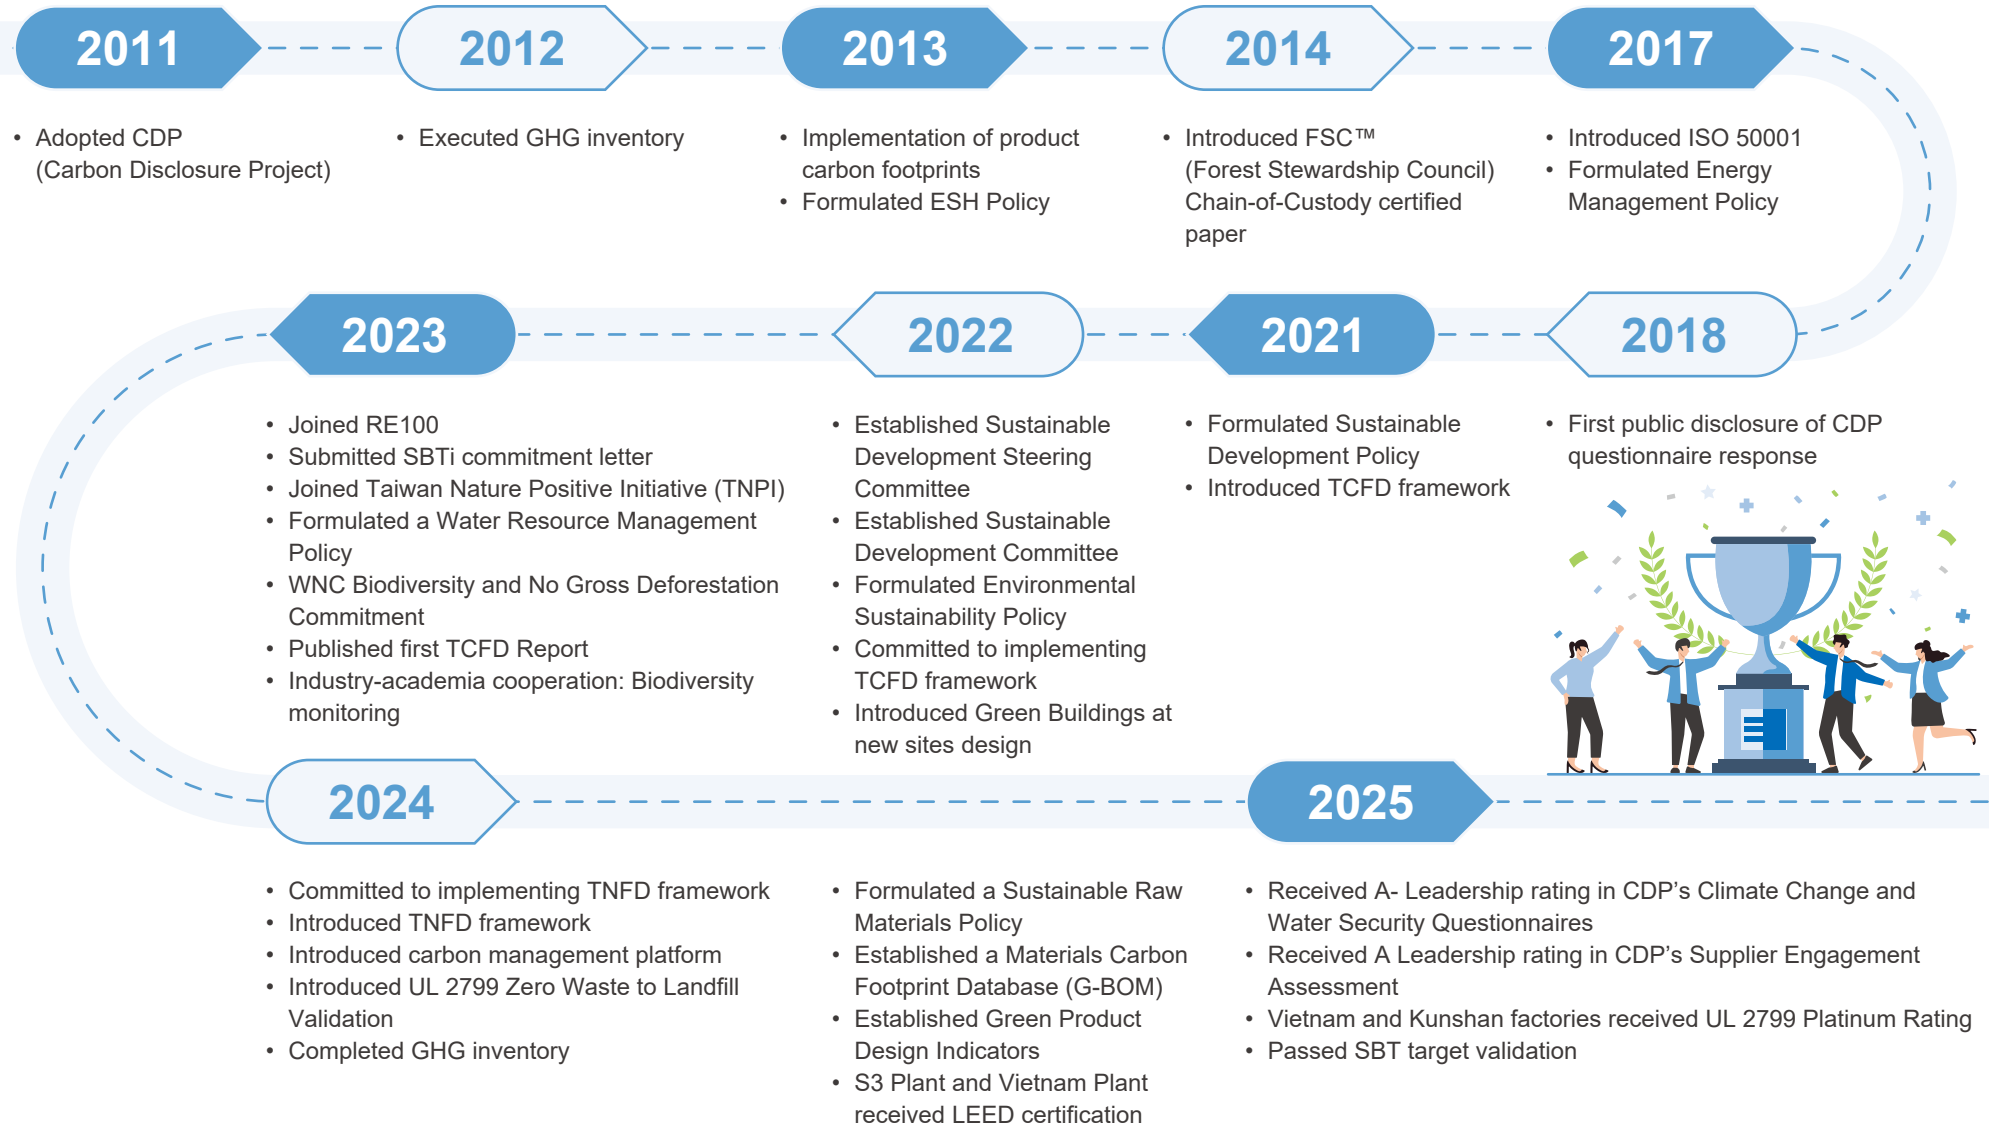 2011
• Adopted CDP
(Carbon Disclosure Project)
2012
• Executed GHG inventory
2013
• Implementation of product
carbon footprints
• Formulated ESH Policy
2014
• Introduced FSC™
(Forest Stewardship Council)
Chain-of-Custody certified
paper
2017
• Introduced ISO 50001
• Formulated Energy
Management Policy
2018
• First public disclosure of CDP
questionnaire response
2021
• Formulated Sustainable
Development Policy
• Introduced TCFD framework
2022
• Established Sustainable
Development Steering
Committee
• Established Sustainable
Development Committee
• Formulated Environmental
Sustainability Policy
• Committed to implementing
TCFD framework
• Introduced Green Buildings at
new sites design
2023
• Joined RE100
• Submitted SBTi commitment letter
• Joined Taiwan Nature Positive Initiative (TNPI)
• Formulated a Water Resource Management
Policy
• WNC Biodiversity and No Gross Deforestation
Commitment
• Published first TCFD Report
• Industry-academia cooperation: Biodiversity
monitoring
2024
• Committed to implementing TNFD framework
• Introduced TNFD framework
• Introduced carbon management platform
• Introduced UL 2799 Zero Waste to Landfill
Validation
• Completed GHG inventory
• Formulated a Sustainable Raw
Materials Policy
• Established a Materials Carbon
Footprint Database (G-BOM)
• Established Green Product
Design Indicators
• S3 Plant and Vietnam Plant
received LEED certification
2025
• Received A- Leadership rating in CDP’s Climate Change and
Water Security Questionnaires
• Received A Leadership rating in CDP’s Supplier Engagement
Assessment
• Vietnam and Kunshan factories received UL 2799 Platinum Rating
• Passed SBT target validation